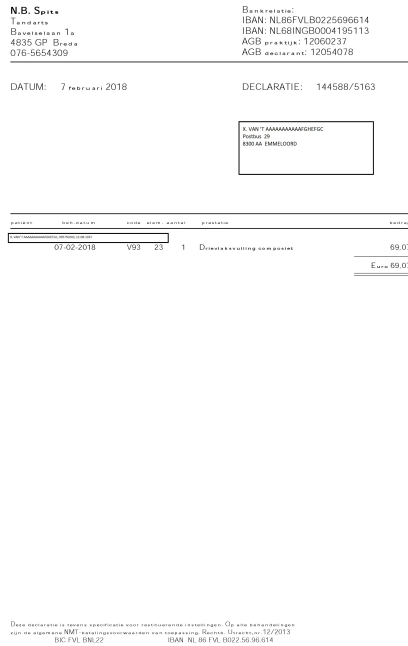 N.B. Spits
Tandarts
Baveiselaan 1a
4835 GP Breda
076-5654309
Bankrelatie:
IBAN: NL86FVLB0225696614
IBAN: NL68INGB0004195113
AGB praktijk: 12060237
AGB declarant: 12054078
DATUM: 7 februari 2018
DECLARATIE: 144588/5163
X. VAN 'T AAAAAAAAAAAFGHEFGC
Postbus 29
8300 AA EMMELOORD
patient beh.datum code elem. aantal prestatie bedrag
07-02-2018 V93 23 1 Drievlaksvulling composiet 69,07
Euro 69,07
Deze declaratie is tevens specificatie voor restituerende instellingen. Op alle behandelingen
zijn de algemene NMT-betalingsvoorwaarden van toepassing. Rechtb. Utrecht,nr.12/2013
BIC FVL BNL22 IBAN NL 86 FVL B022.56.96.614